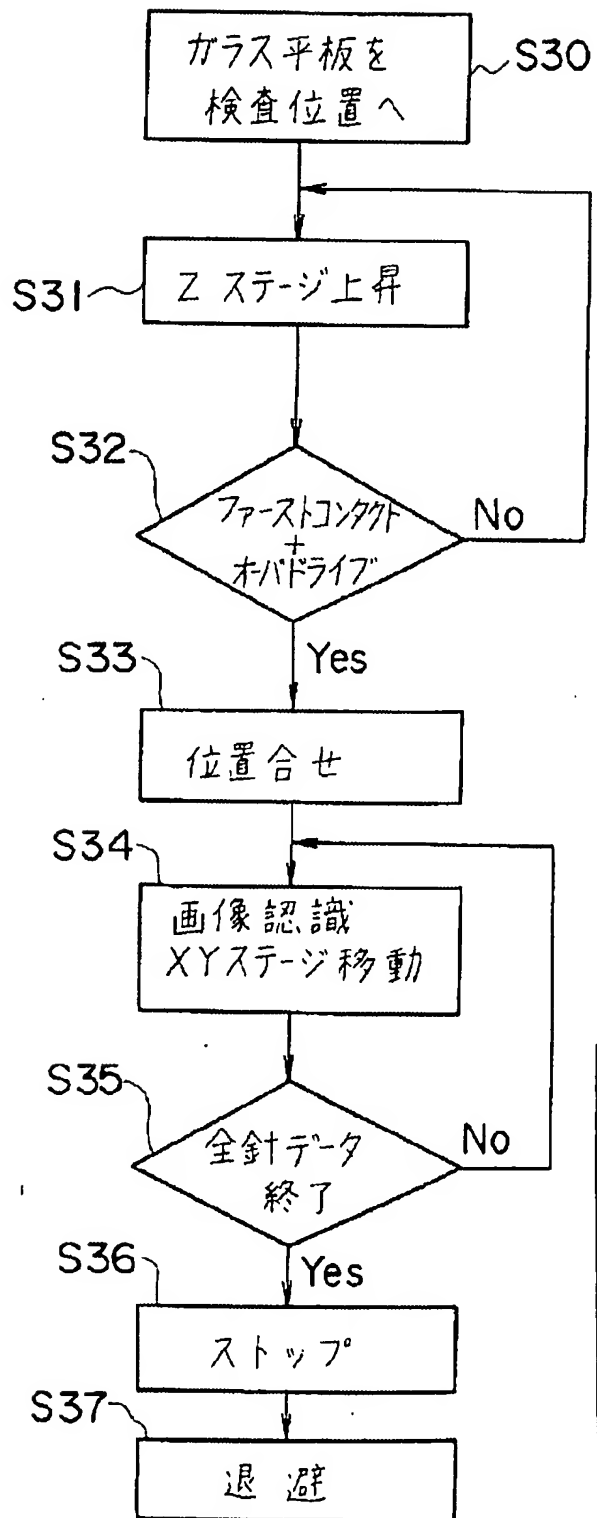 ガラス平板を
検査位置へ
S30
S31
Z ステージ上昇
S32
ファーストコンタクト
+
オーバドライブ
No
Yes
S33
位置合せ
S34
画像認識
XYステージ移動
S35
全針データ
終了
No
Yes
S36
ストップ
S37
退避